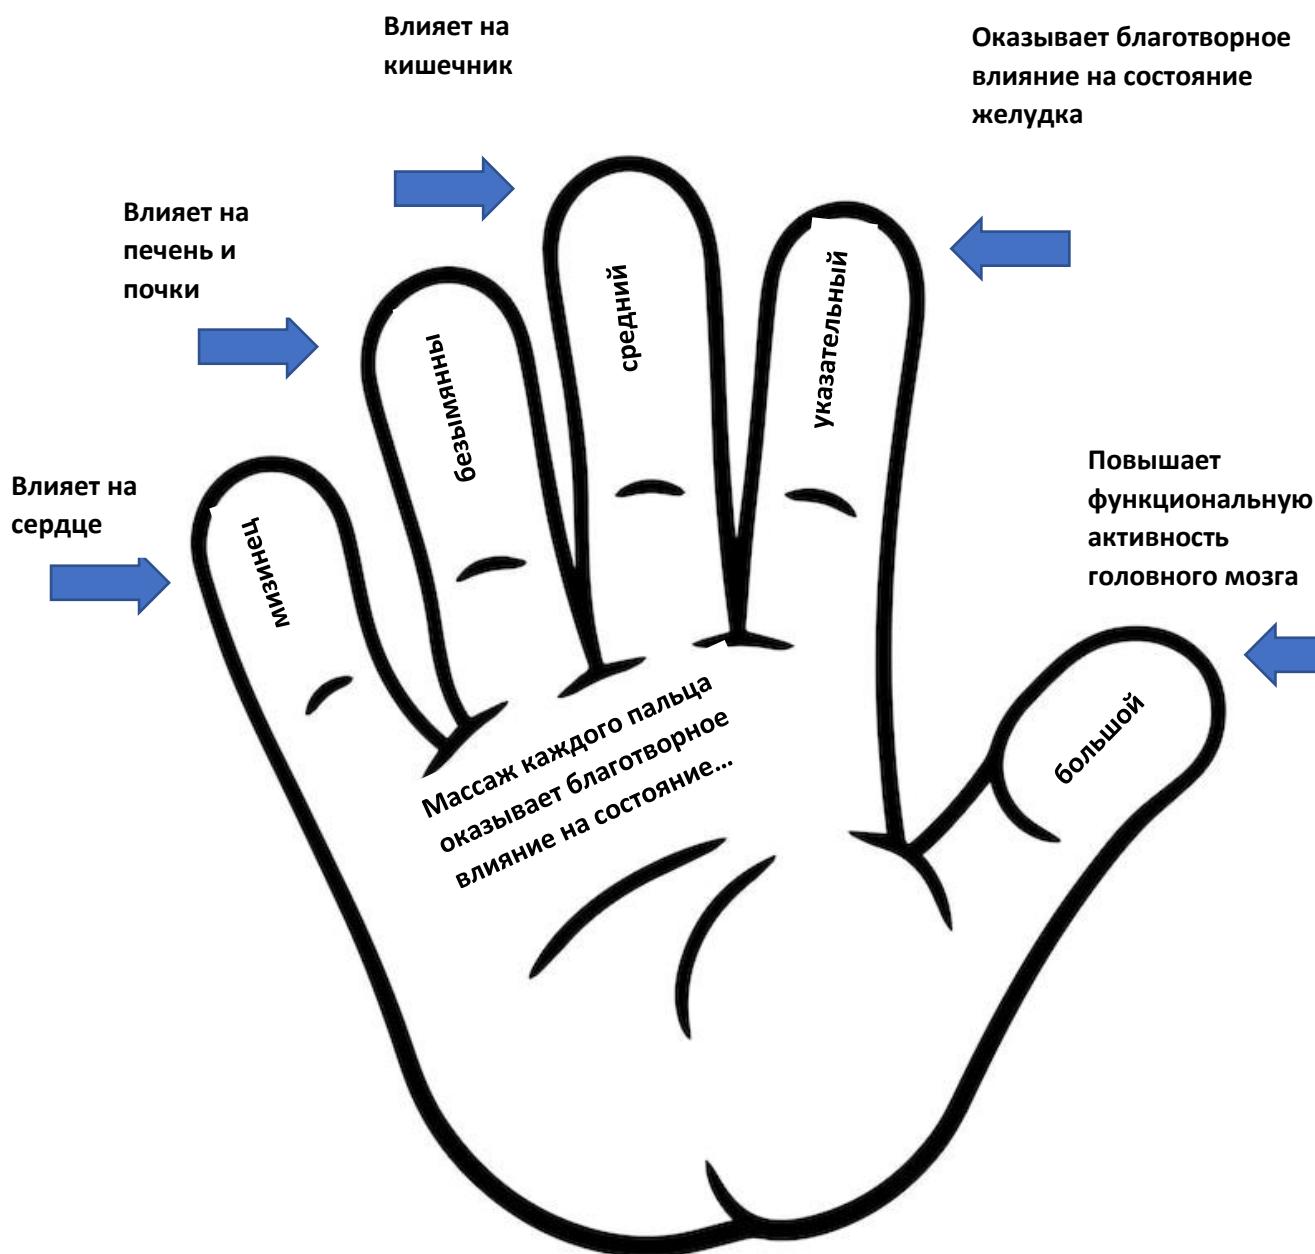 Влияет на
кишечник
Оказывает благотворное
влияние на состояние
желудка
Влияет на
печень и
почки
средний
указательный
безымянны
Влияет на
сердце
мизинец
Повышает
функциональную
активность
головного мозга
большой
Массаж каждого пальца
оказывает благотворное
влияние на состояние...